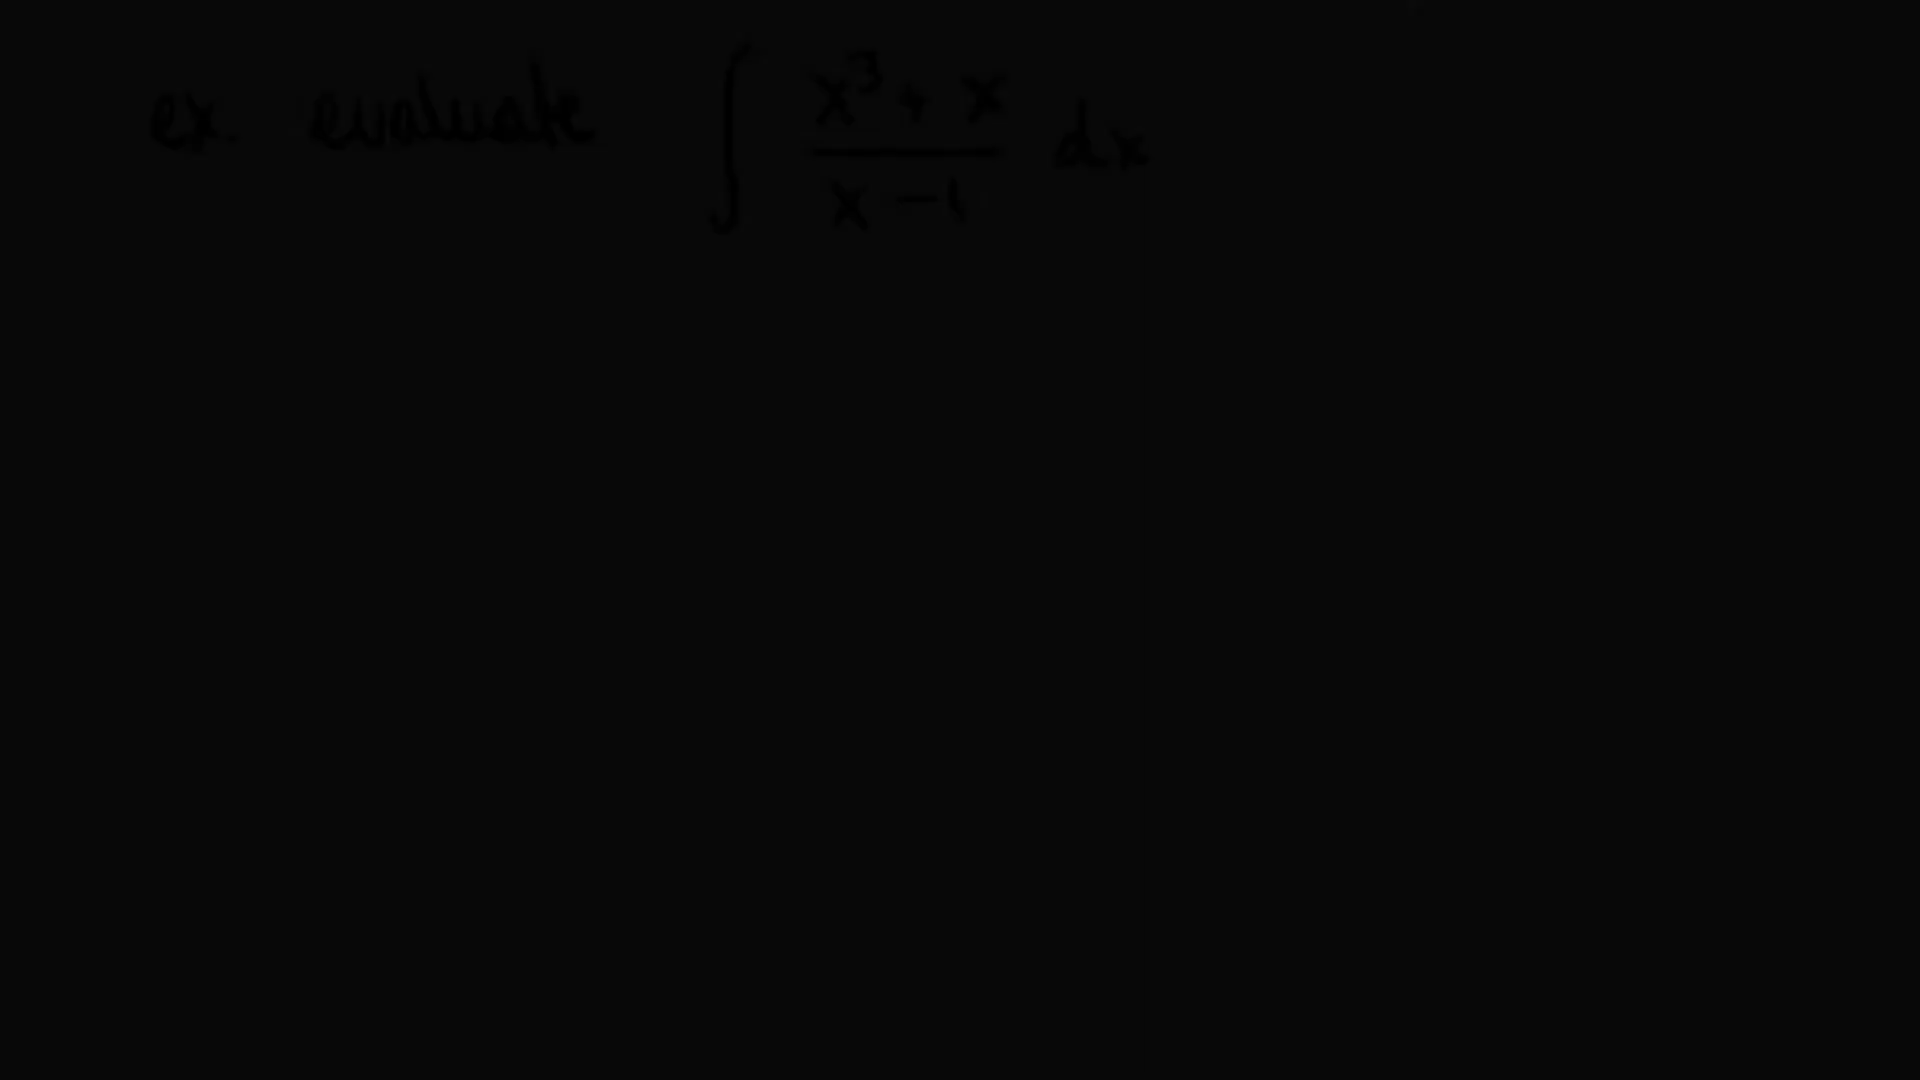 ex. evaluate ∫ x³ + x / x - 1 dx